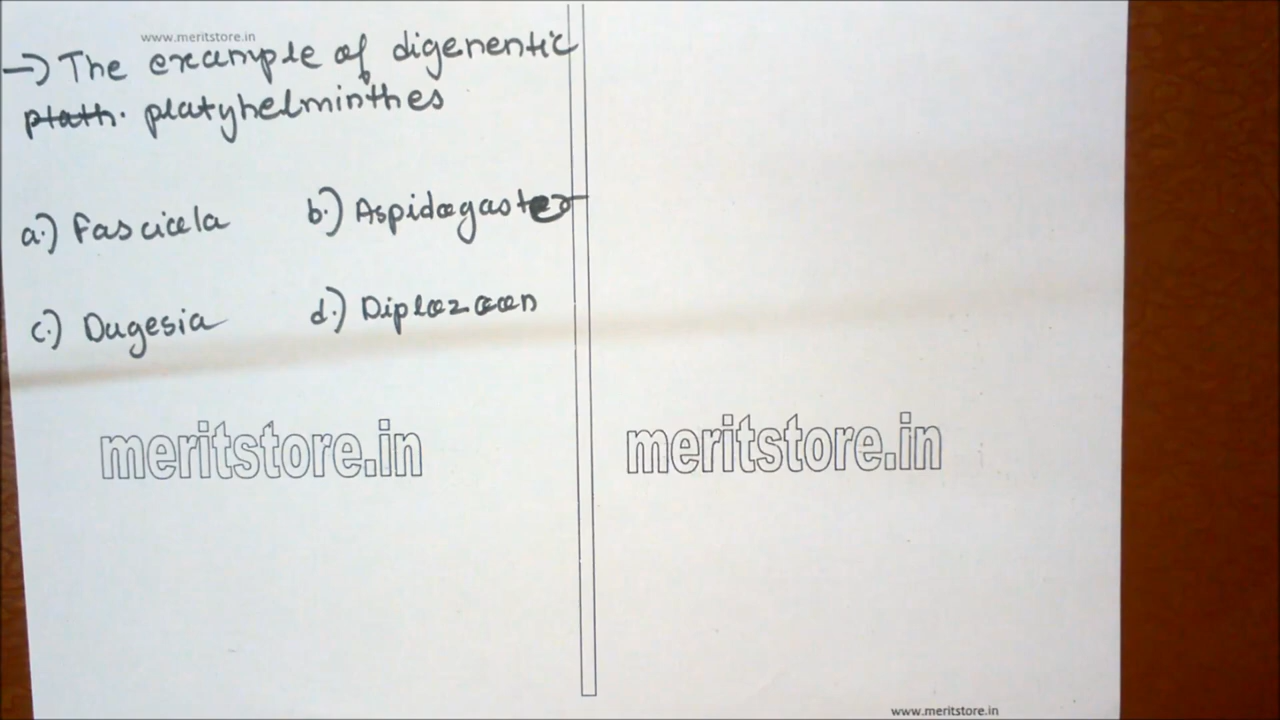 www.meritstore.in
→ The example of digenentic
plath. platyhelminthes
a.) Fascicela b.) Aspidogaster
c.) Dugesia d.) Diplozoon
meritstore.in meritstore.in
www.meritstore.in